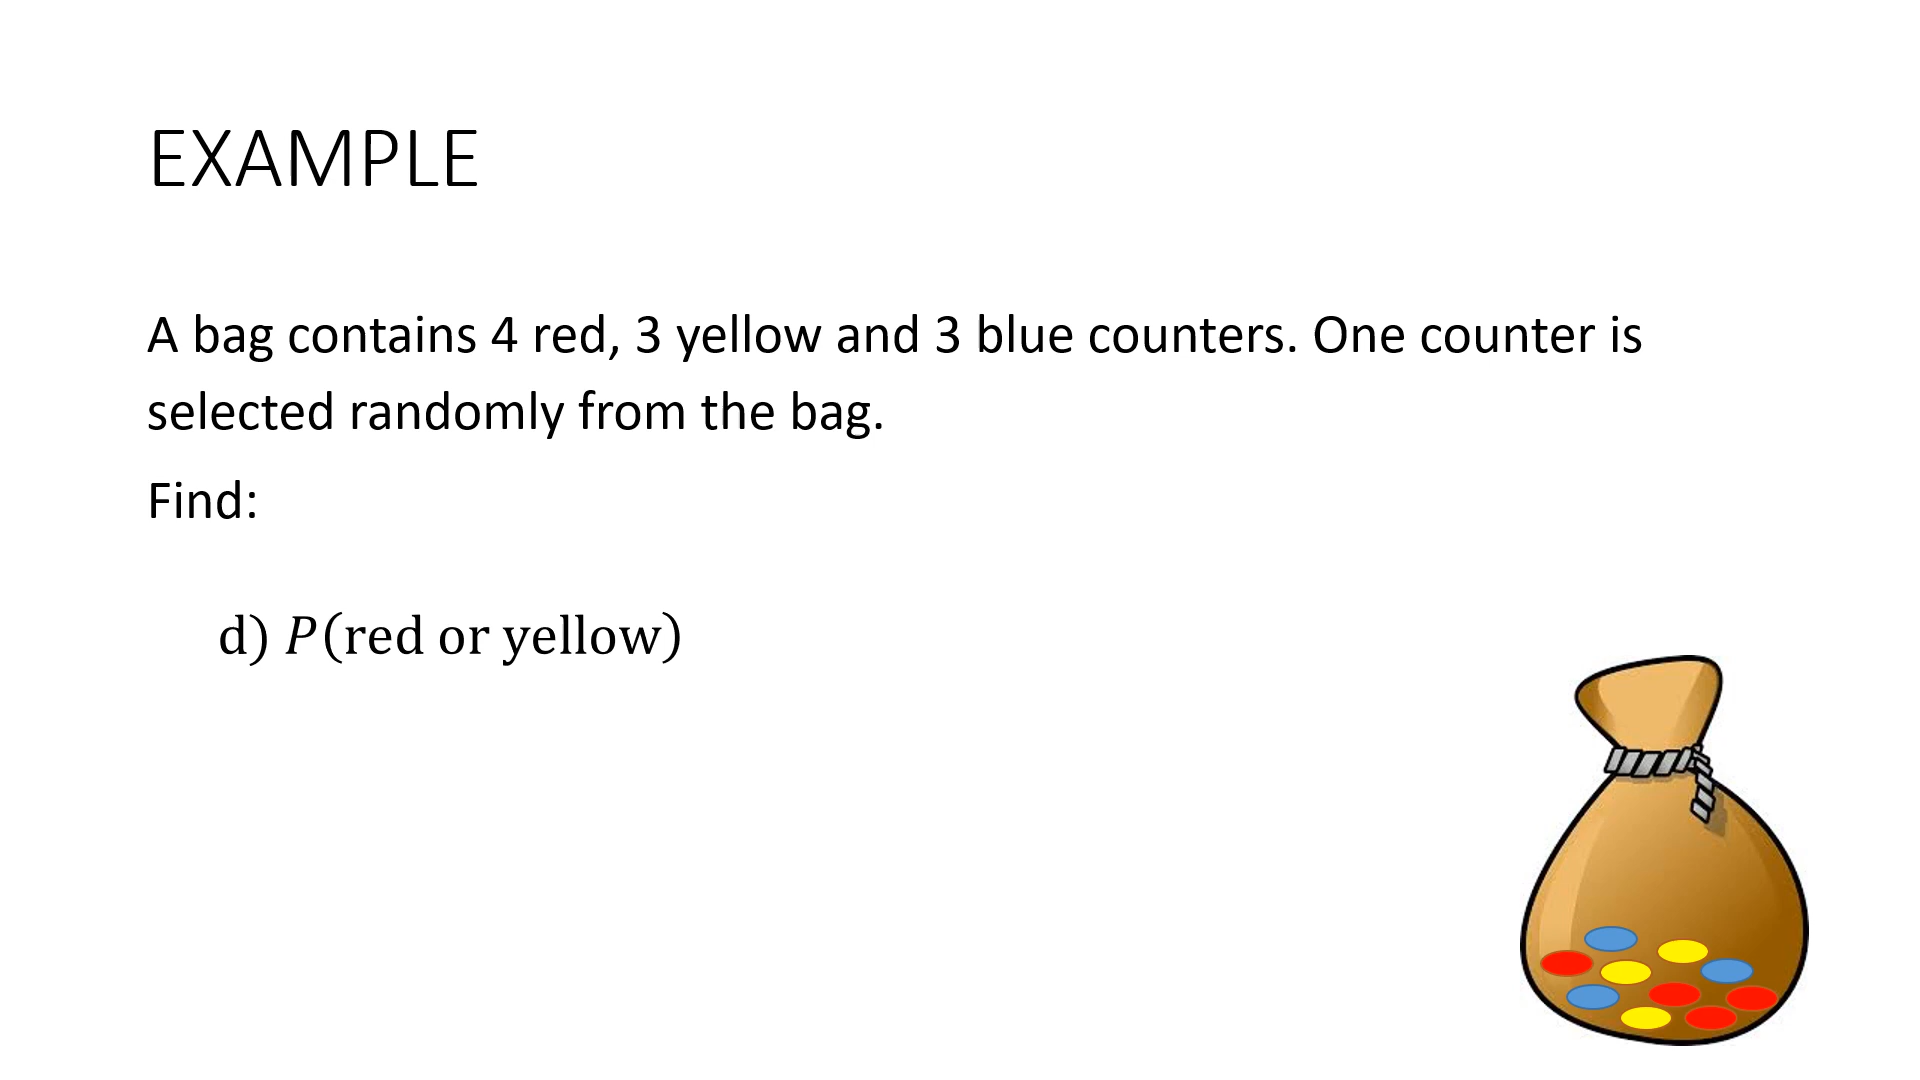 EXAMPLE
A bag contains 4 red, 3 yellow and 3 blue counters. One counter is
selected randomly from the bag.
Find:
d) P(red or yellow)